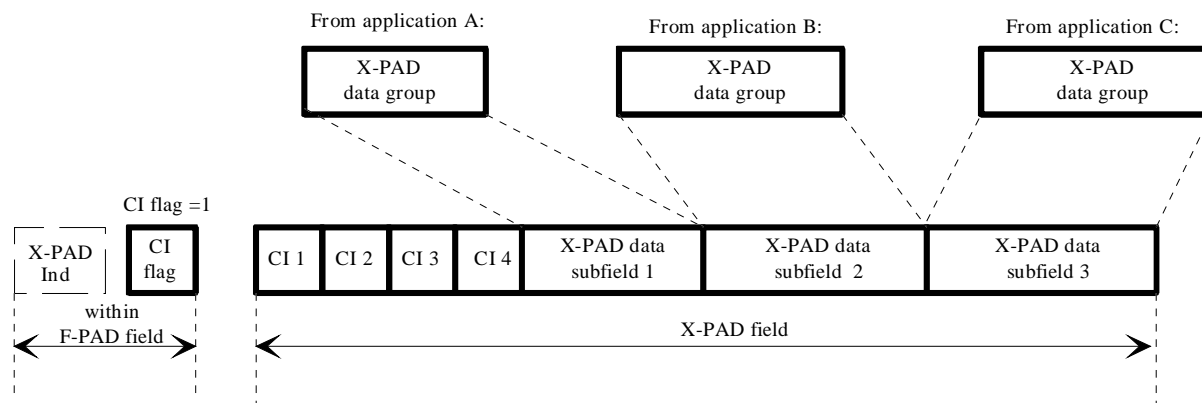 From application A:
From application B:
From application C:
X-PAD
data group
X-PAD
data group
X-PAD
data group
CI flag =1
X-PAD
Ind
CI
flag
CI 1
CI 2
CI 3
CI 4
X-PAD data
subfield 1
X-PAD data
subfield 2
X-PAD data
subfield 3
within
F-PAD field
X-PAD field